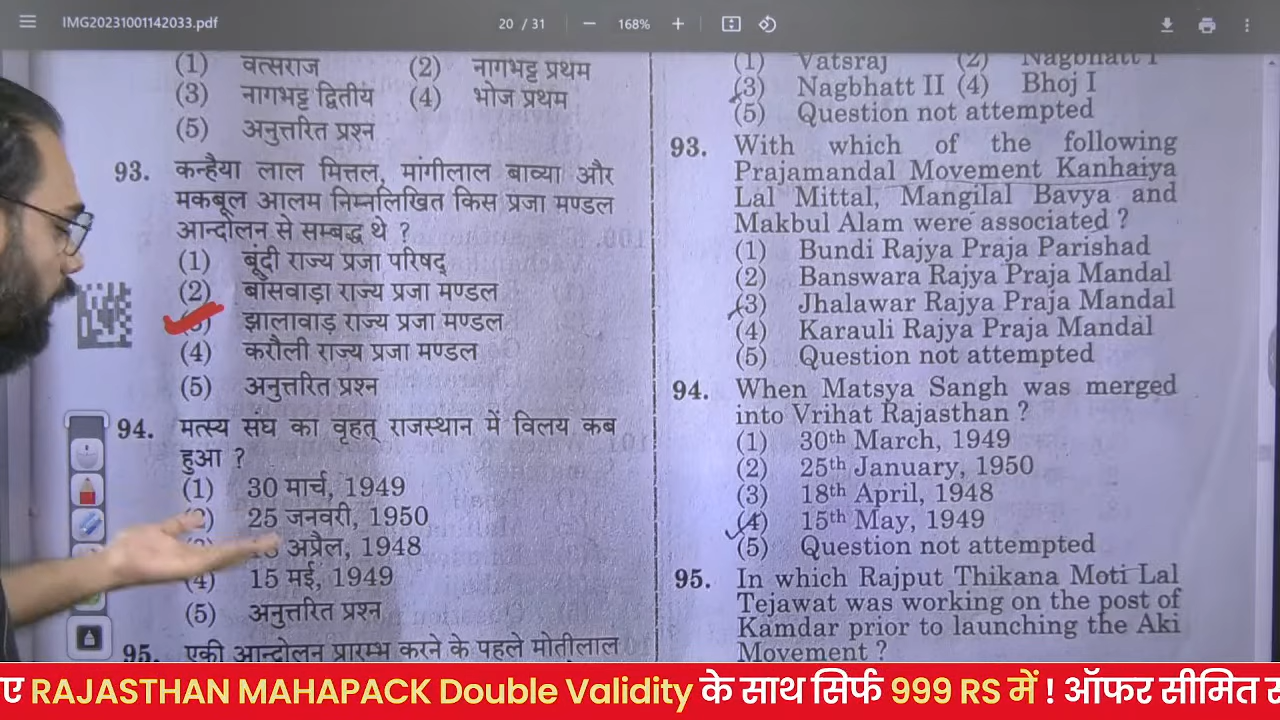 IMG20231001142033.pdf
20 / 31
168%
(1) वत्सराज (2) नागभट्ट प्रथम
(3) नागभट्ट द्वितीय (4) भोज प्रथम
(5) अनुत्तरित प्रश्न
93. कन्हैया लाल मित्तल, मांगीलाल बाव्या और
मकबूल आलम निम्नलिखित किस प्रजा मण्डल
आन्दोलन से सम्बद्ध थे ?
(1) बूंदी राज्य प्रजा परिषद्
(2) बांसवाड़ा राज्य प्रजा मण्डल
झालावाड़ राज्य प्रजा मण्डल
(4) करौली राज्य प्रजा मण्डल
(5) अनुत्तरित प्रश्न
94. मत्स्य संघ का वृहत् राजस्थान में विलय कब
हुआ ?
(1) 30 मार्च, 1949
(2) 25 जनवरी, 1950
अप्रैल, 1948
(4) 15 मई, 1949
(5) अनुत्तरित प्रश्न
95. एकी आन्दोलन प्रारम्भ करने के पहले मोतीलाल
(1) Vatsraj (2) Nagbhatt I
(3) Nagbhatt II (4) Bhoj I
(5) Question not attempted
93. With which of the following
Prajamandal Movement Kanhaiya
Lal Mittal, Mangilal Bavya and
Makbul Alam were associated ?
(1) Bundi Rajya Praja Parishad
(2) Banswara Rajya Praja Mandal
(3) Jhalawar Rajya Praja Mandal
(4) Karauli Rajya Praja Mandal
(5) Question not attempted
94. When Matsya Sangh was merged
into Vrihat Rajasthan ?
(1) 30th March, 1949
(2) 25th January, 1950
(3) 18th April, 1948
(4) 15th May, 1949
(5) Question not attempted
95. In which Rajput Thikana Moti Lal
Tejawat was working on the post of
Kamdar prior to launching the Aki
Movement ?
RAJASTHAN MAHAPACK Double Validity के साथ सिर्फ 999 RS में ! ऑफर सीमित